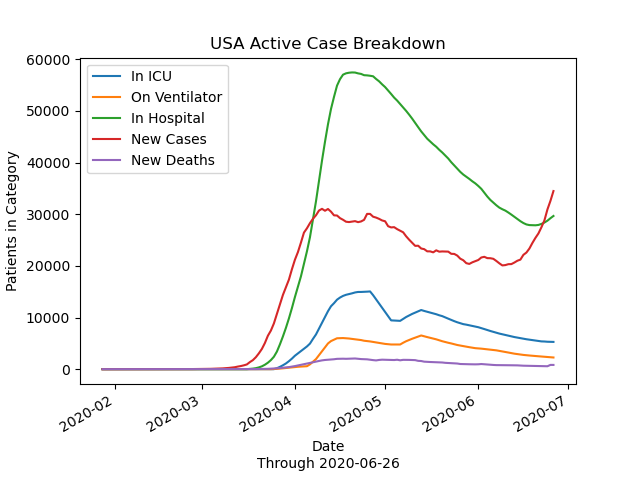 USA Active Case Breakdown
Patients in Category
60000
50000
40000
30000
20000
10000
0
In ICU
On Ventilator
In Hospital
New Cases
New Deaths
2020-02
2020-03
2020-04
2020-05
2020-06
2020-07
Date
Through 2020-06-26